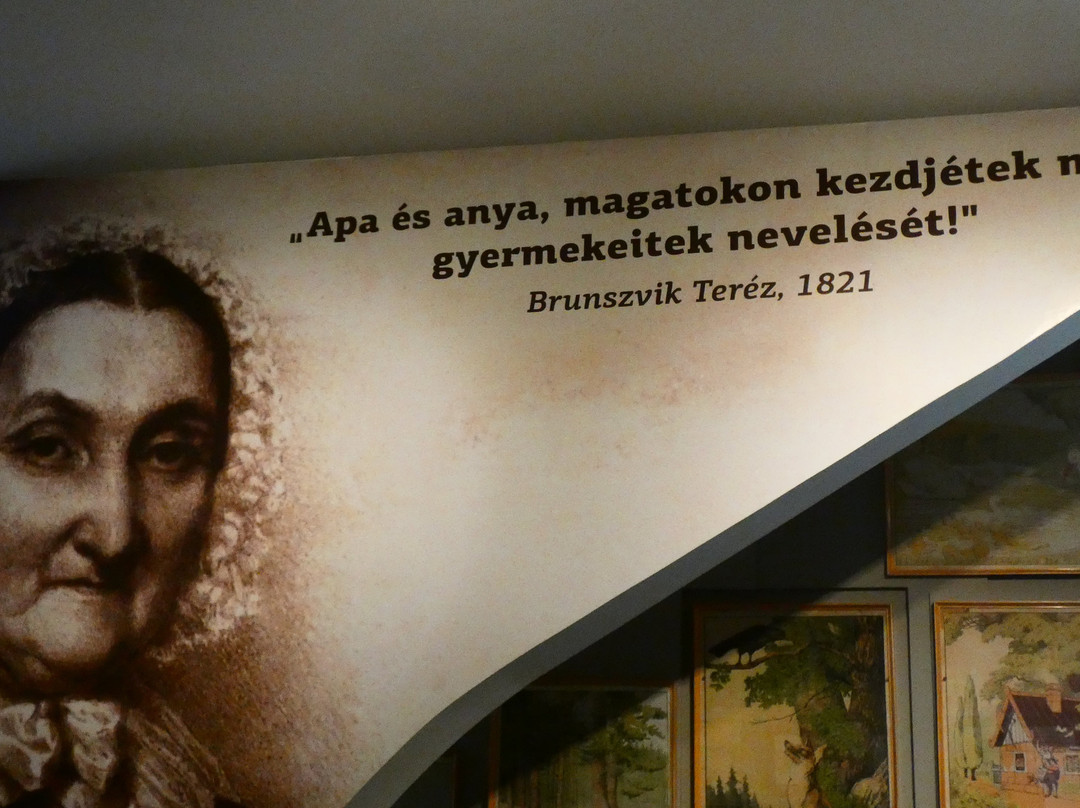 „Apa és anya, magatokon kezdjétek
gyermekeitek nevelését!"
Brunszvik Teréz, 1821